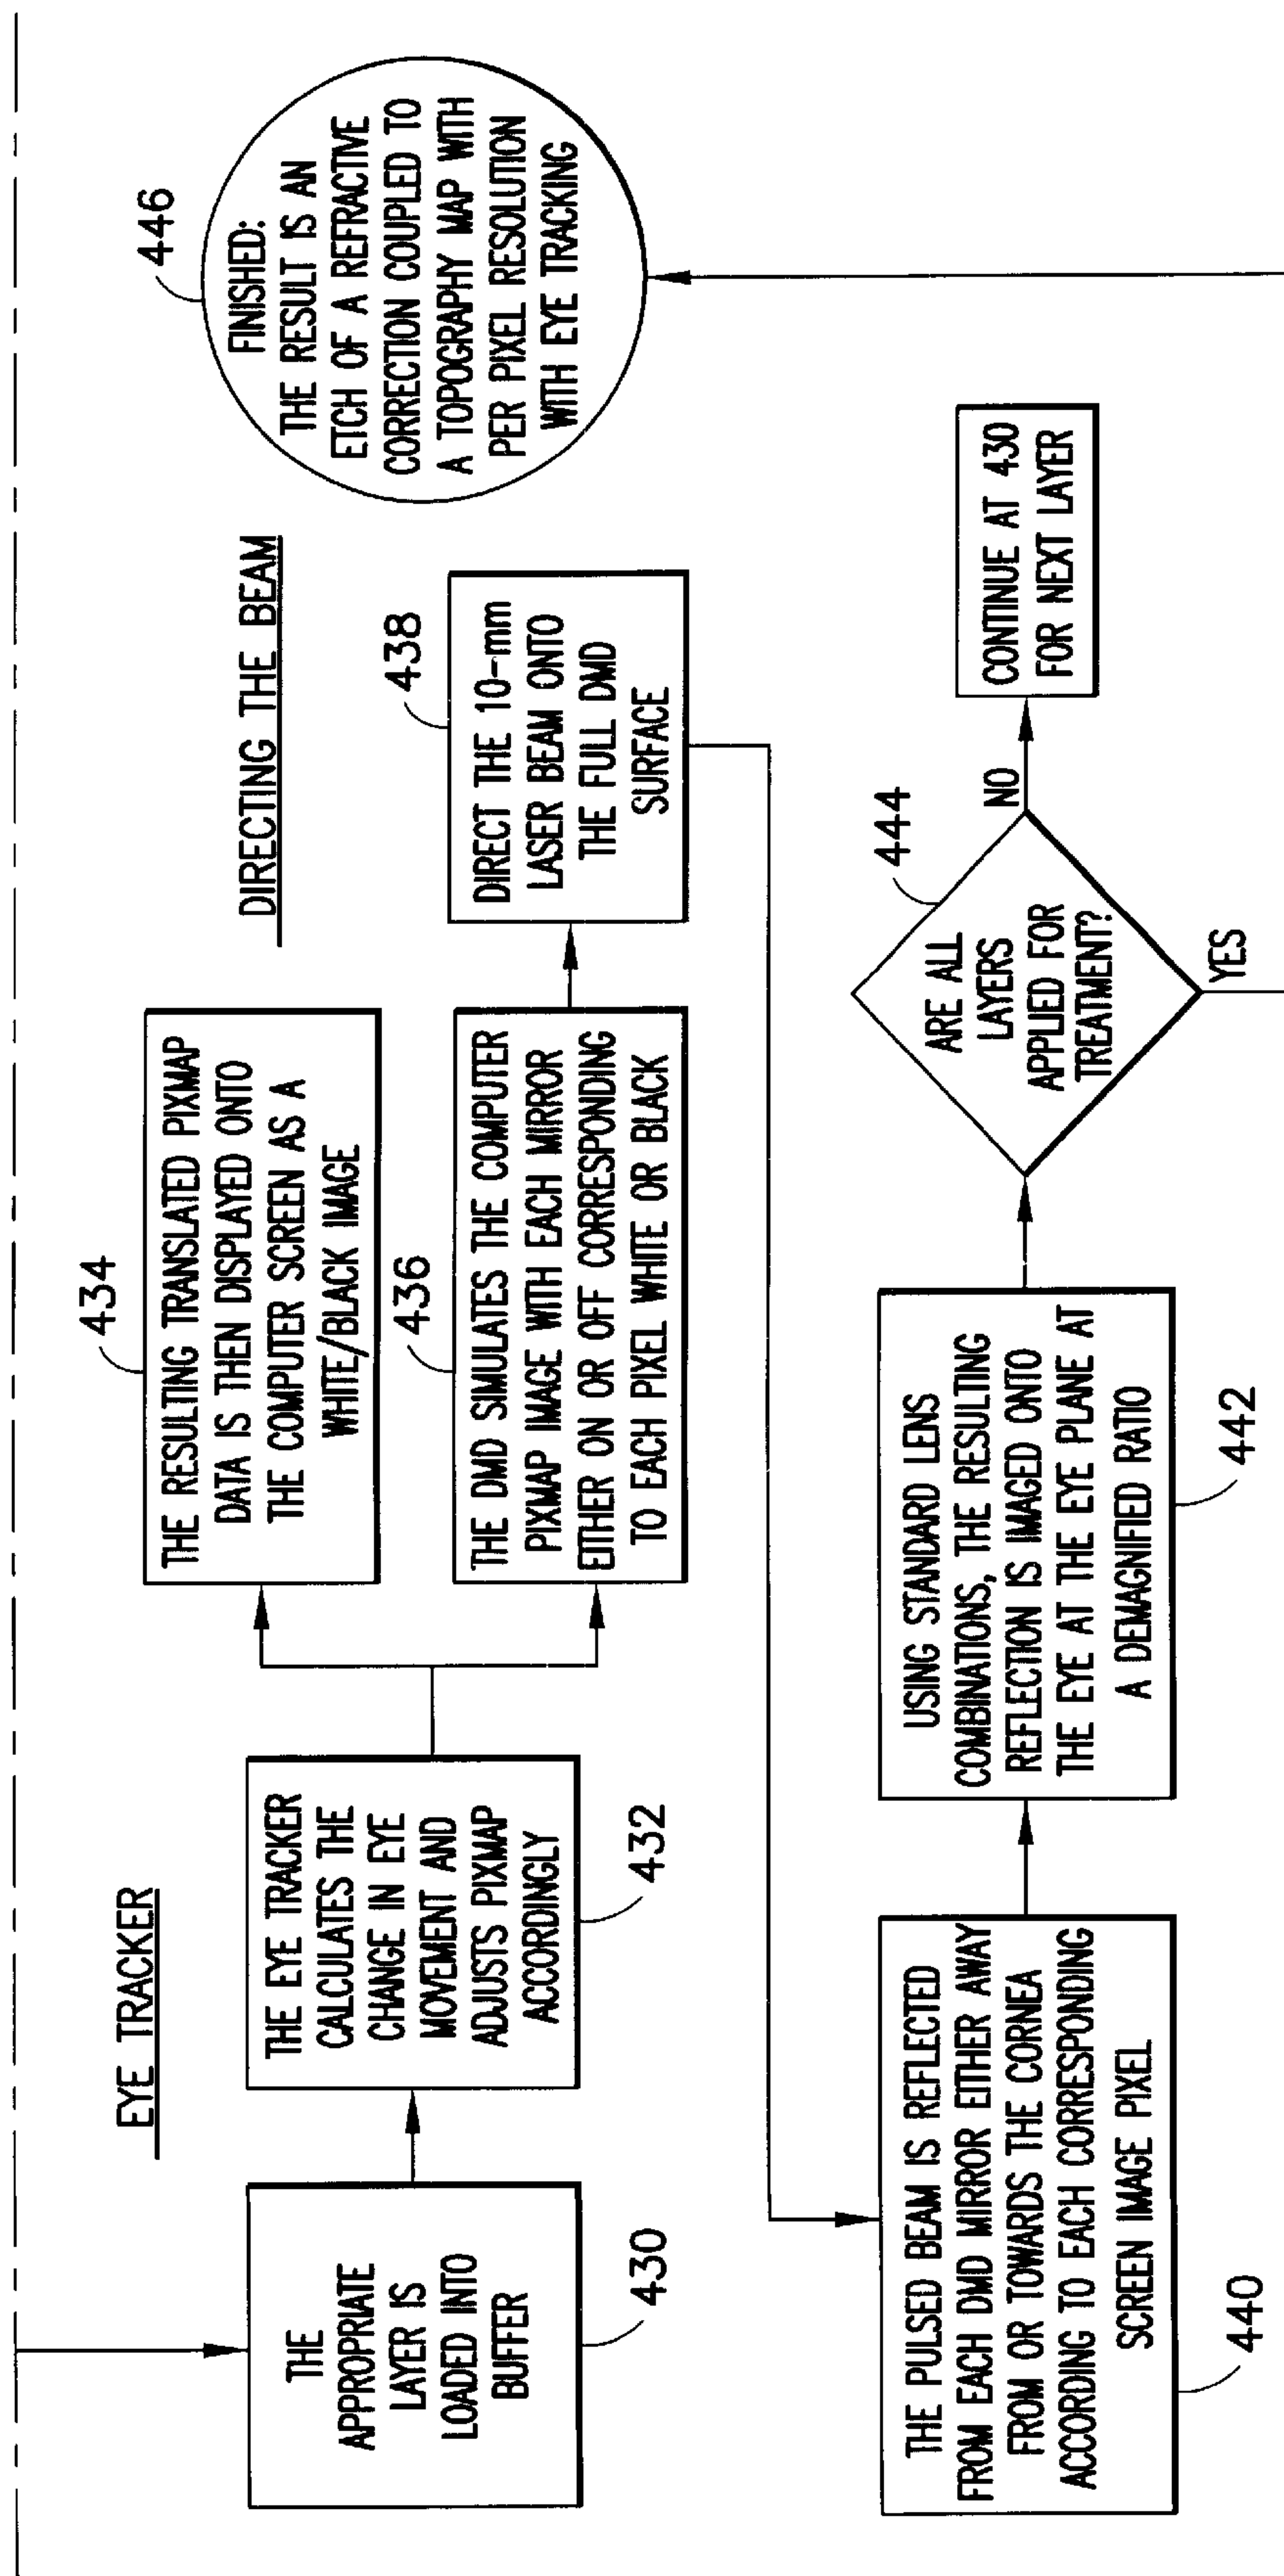 EYE TRACKER
THE
APPROPRIATE
LAYER IS
LOADED INTO
BUFFER
430
THE EYE TRACKER
CALCULATES THE
CHANGE IN EYE
MOVEMENT AND
ADJUSTS PIXMAP
ACCORDINGLY
432
434
THE RESULTING TRANSLATED PIXMAP
DATA IS THEN DISPLAYED ONTO
THE COMPUTER SCREEN AS A
WHITE/BLACK IMAGE
436
THE DMD SIMULATES THE COMPUTER
PIXMAP IMAGE WITH EACH MIRROR
EITHER ON OR OFF CORRESPONDING
TO EACH PIXEL WHITE OR BLACK
DIRECTING THE BEAM
438
DIRECT THE 10-mm
LASER BEAM ONTO
THE FULL DMD
SURFACE
THE PULSED BEAM IS REFLECTED
FROM EACH DMD MIRROR EITHER AWAY
FROM OR TOWARDS THE CORNEA
ACCORDING TO EACH CORRESPONDING
SCREEN IMAGE PIXEL
440
USING STANDARD LENS
COMBINATIONS, THE RESULTING
REFLECTION IS IMAGED ONTO
THE EYE AT THE EYE PLANE AT
A DEMAGNIFIED RATIO
442
444
ARE ALL
LAYERS
APPLIED FOR
TREATMENT?
NO
YES
CONTINUE AT 430
FOR NEXT LAYER
446
FINISHED:
THE RESULT IS AN
ETCH OF A REFRACTIVE
CORRECTION COUPLED TO
A TOPOGRAPHY MAP WITH
PER PIXEL RESOLUTION
WITH EYE TRACKING